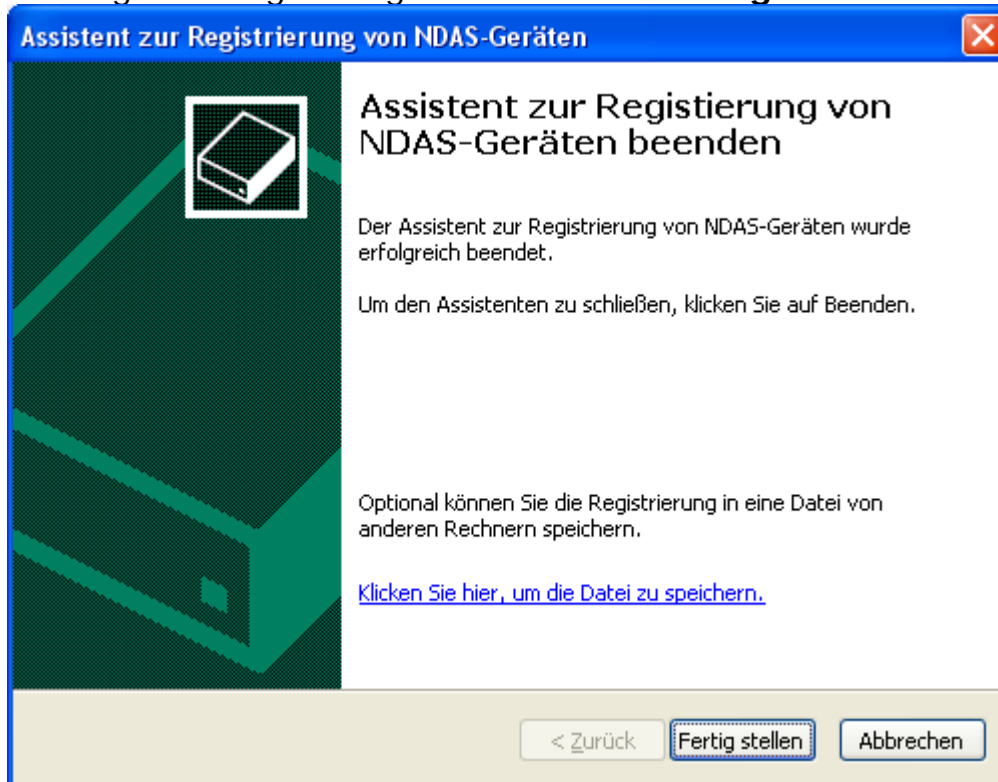 Assistent zur Registrierung von NDAS-Geräten
Assistent zur Registierung von
NDAS-Geräten beenden
Der Assistent zur Registrierung von NDAS-Geräten wurde
erfolgreich beendet.
Um den Assistenten zu schließen, klicken Sie auf Beenden.
Optional können Sie die Registrierung in eine Datei von
anderen Rechnern speichern.
Klicken Sie hier, um die Datei zu speichern.
< Zurück Fertig stellen Abbrechen